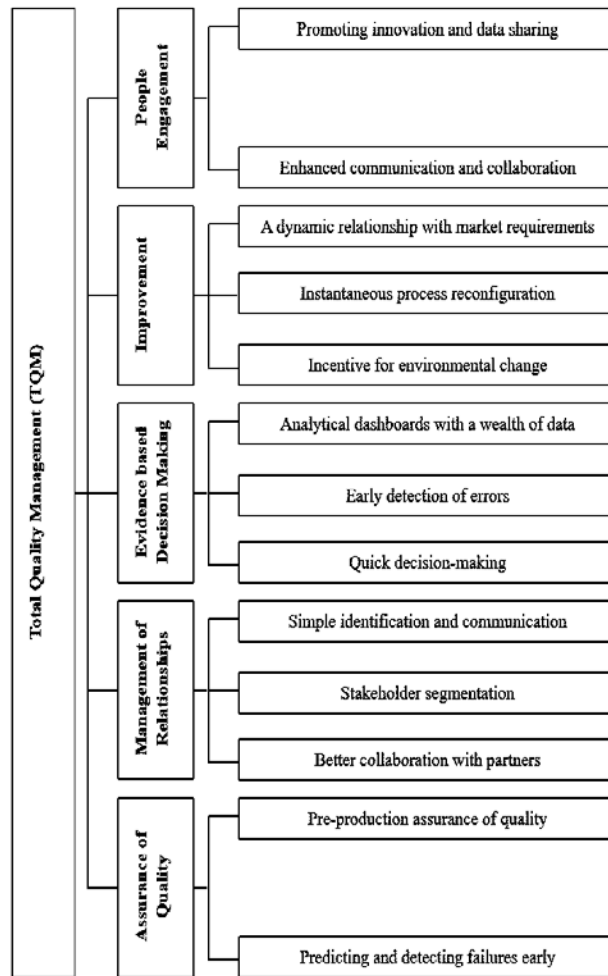 Total Quality Management (TQM)
People
Engagement
Promoting innovation and data sharing
Enhanced communication and collaboration
Improvement
A dynamic relationship with market requirements
Instantaneous process reconfiguration
Incentive for environmental change
Evidence based
Decision Making
Analytical dashboards with a wealth of data
Early detection of errors
Quick decision-making
Management of
Relationships
Simple identification and communication
Stakeholder segmentation
Better collaboration with partners
Assurance of
Quality
Pre-production assurance of quality
Predicting and detecting failures early